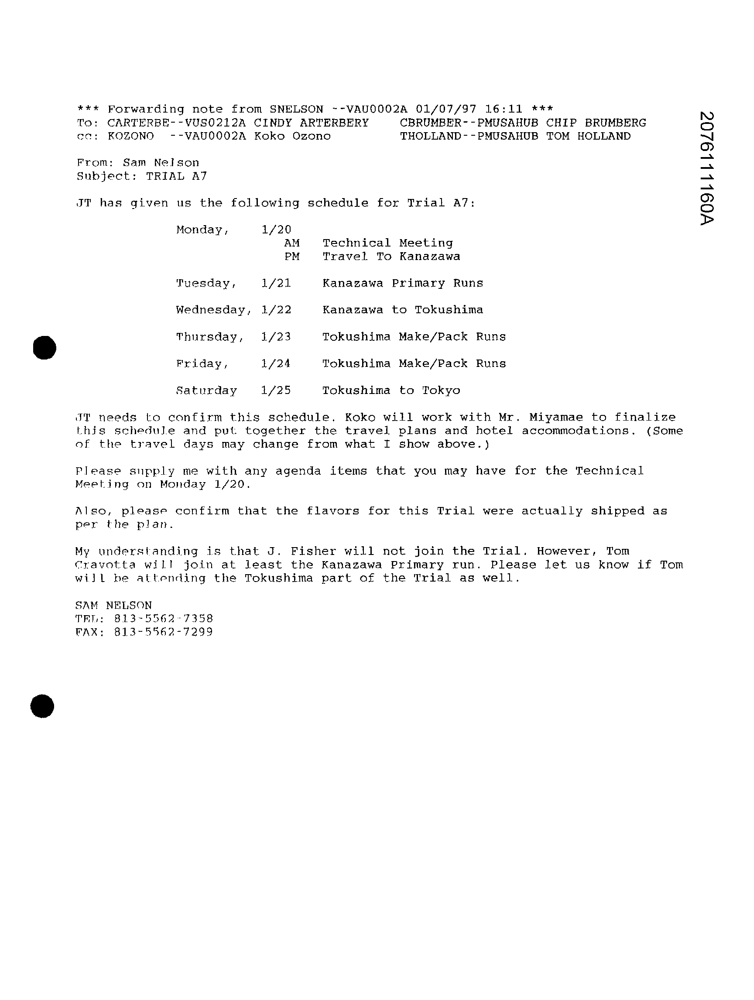 *** Forwarding note from SNELSON --VAU0002A 01/07/97 16:11 ***
To: CARTERBE--VUS0212A CINDY ARTERBERY CBRUMBER--PMUSAHUB CHIP BRUMBERG
cc: KOZONO --VAU0002A Koko Ozono THOLLAND--PMUSAHUB TOM HOLLAND
From: Sam Nelson
Subject: TRIAL A7
JT has given us the following schedule for Trial A7:
Monday, 1/20
AM Technical Meeting
PM Travel To Kanazawa
Tuesday, 1/21 Kanazawa Primary Runs
Wednesday, 1/22 Kanazawa to Tokushima
Thursday, 1/23 Tokushima Make/Pack Runs
Friday, 1/24 Tokushima Make/Pack Runs
Saturday 1/25 Tokushima to Tokyo
JT needs to confirm this schedule. Koko will work with Mr. Miyamae to finalize
this schedule and put together the travel plans and hotel accommodations. (Some
of the travel days may change from what I show above.)
Please supply me with any agenda items that you may have for the Technical
Meeting on Monday 1/20.
Also, please confirm that the flavors for this Trial were actually shipped as
per the plan.
My understanding is that J. Fisher will not join the Trial. However, Tom
Cravotta will join at least the Kanazawa Primary run. Please let us know if Tom
will be attending the Tokushima part of the Trial as well.
SAM NELSON
TEL: 813-5562-7358
FAX: 813-5562-7299
2076111160A